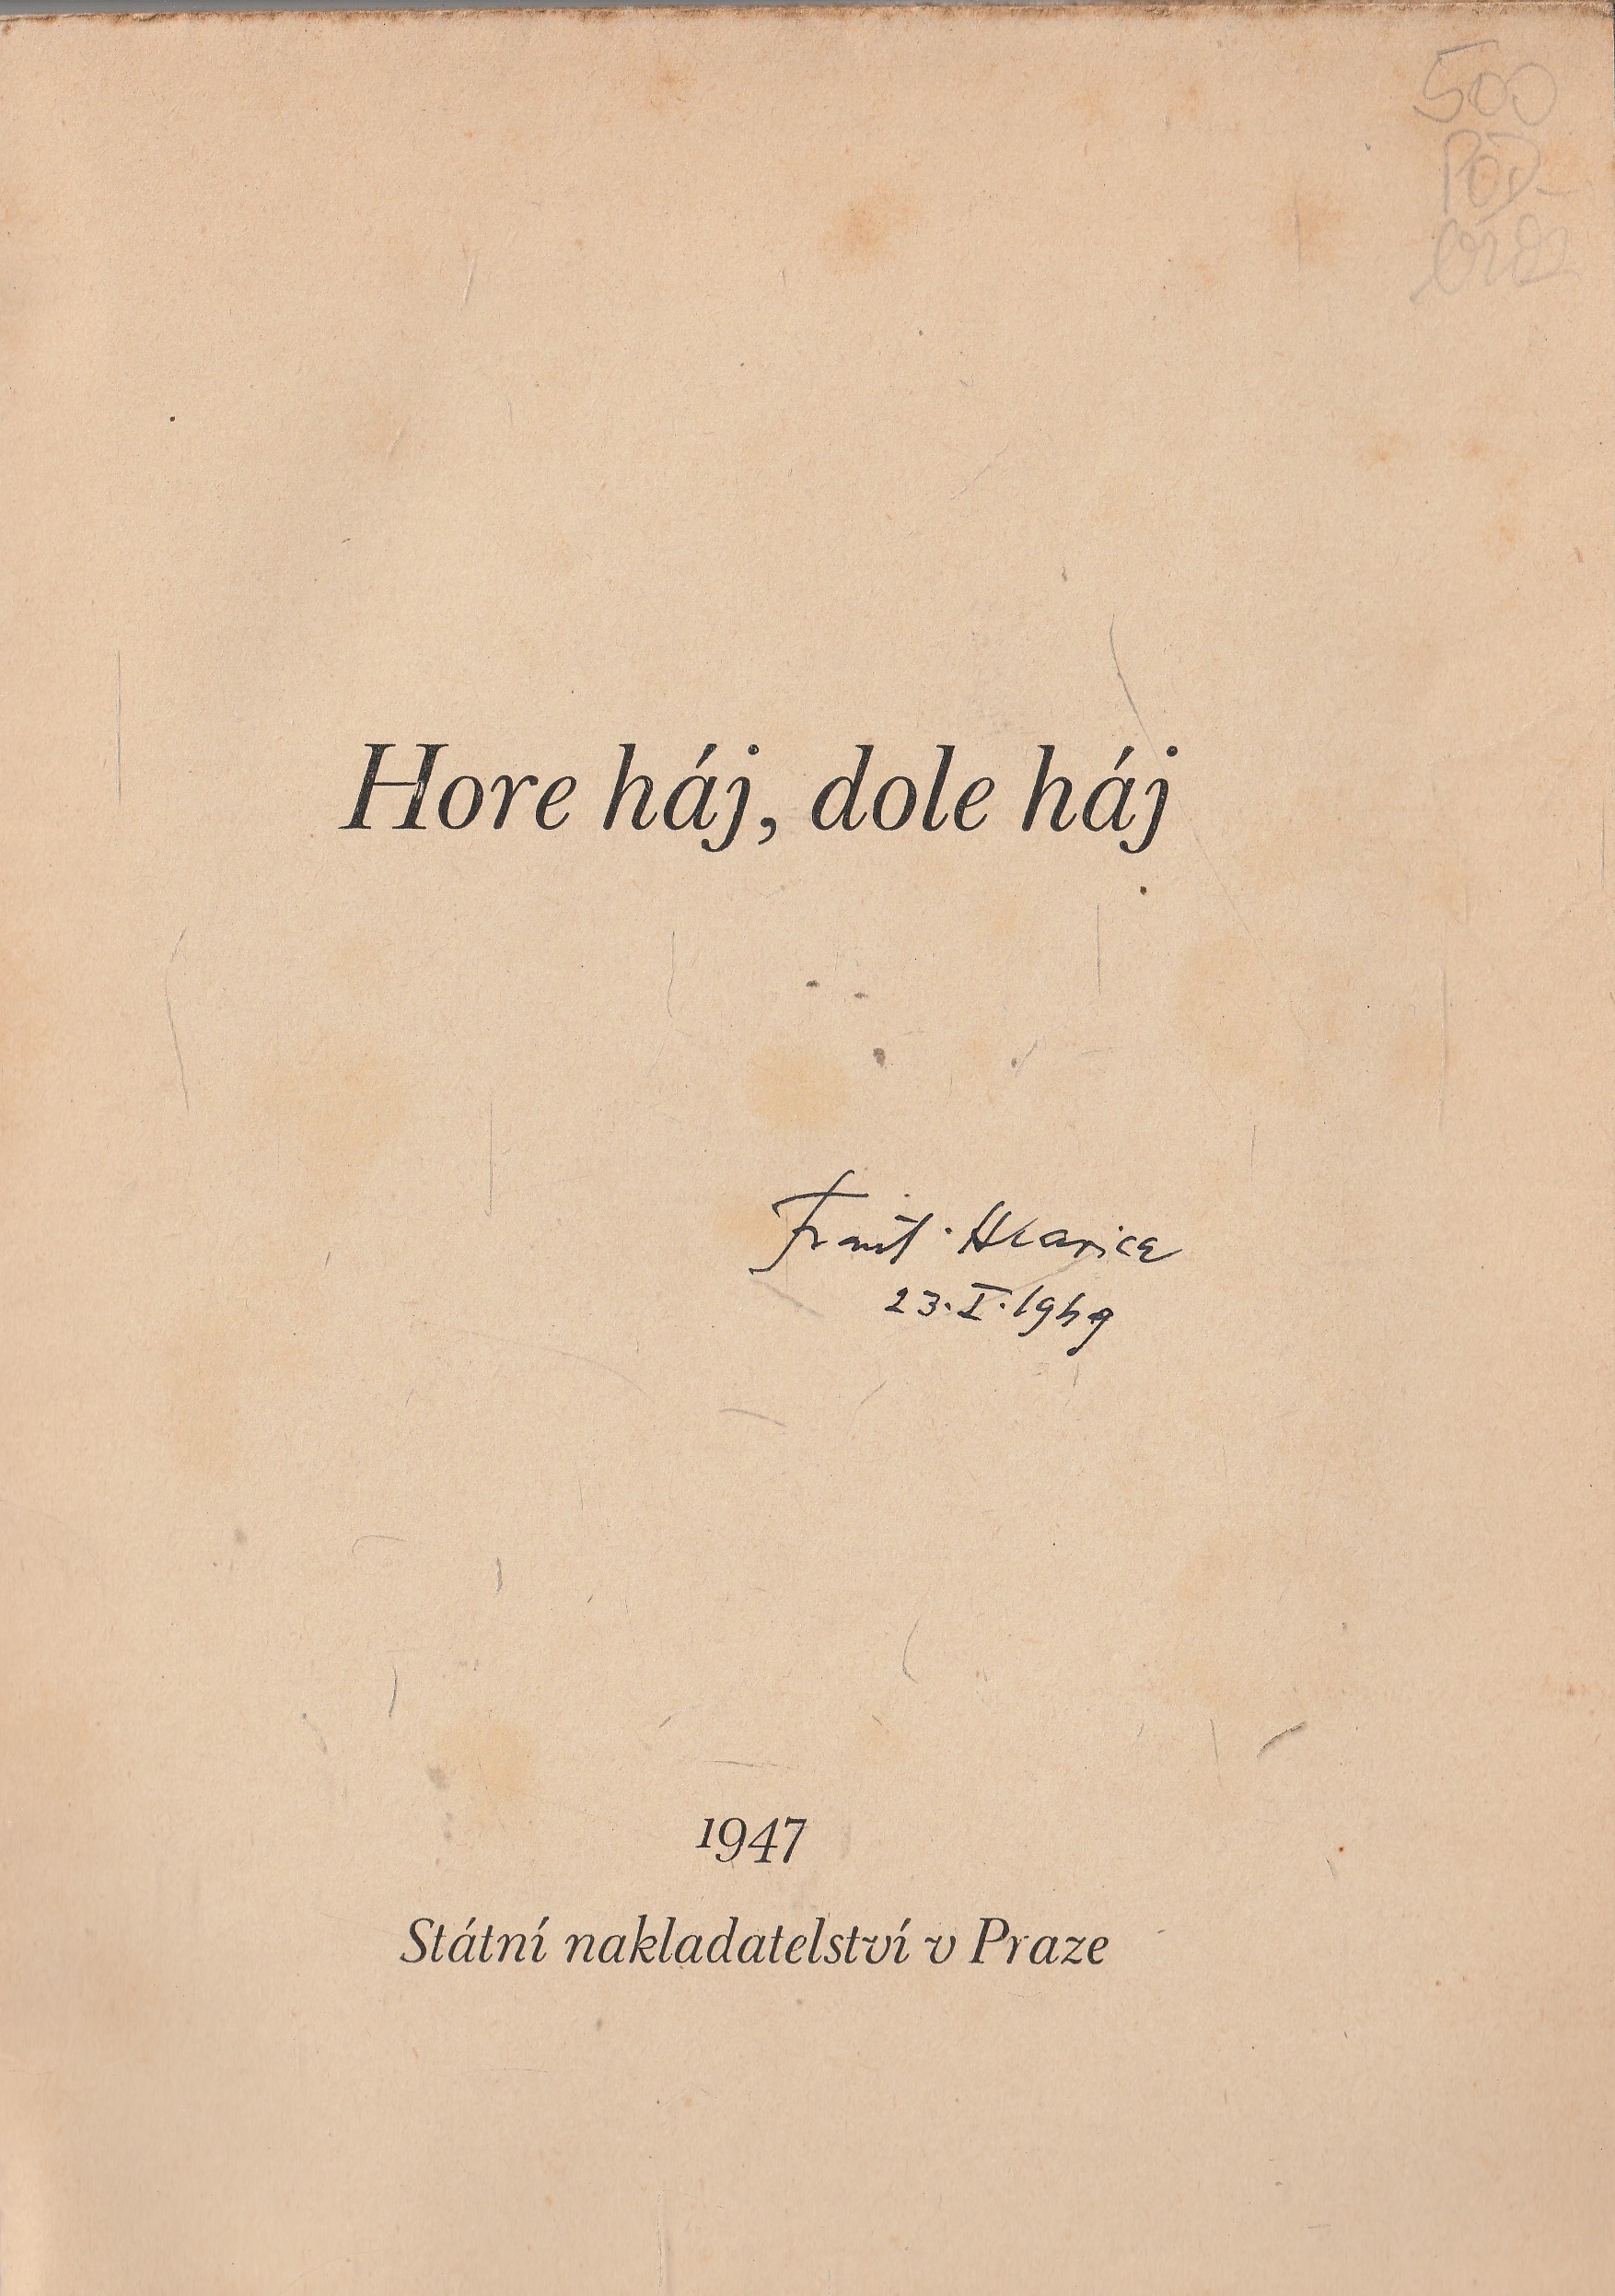 500
Hore háj, dole háj
23. I. 1949
1947
Státní nakladatelství v Praze